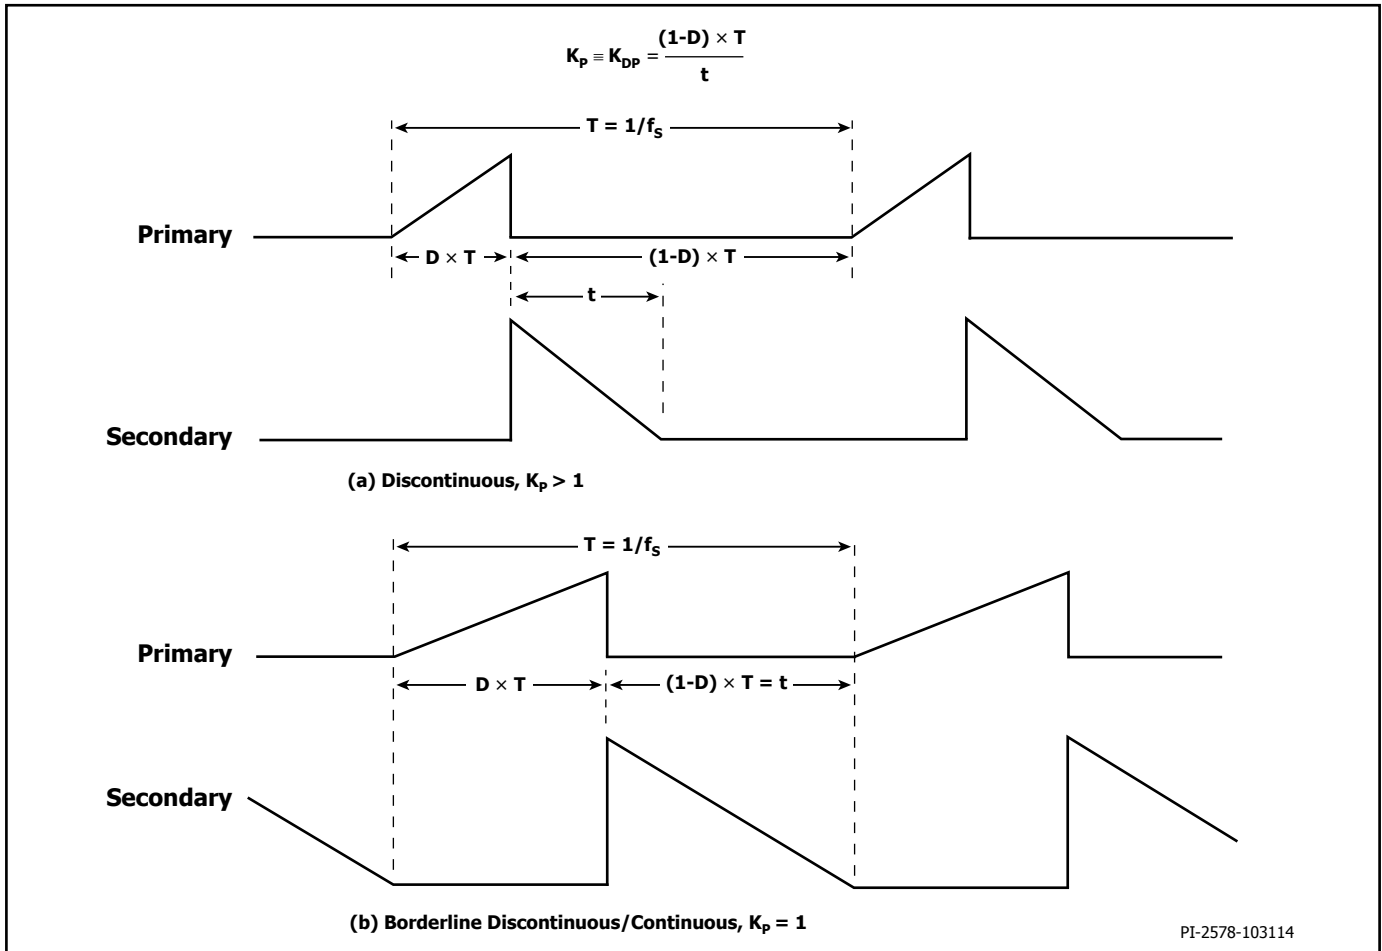 K_P ≡ K_DP = (1-D) × T / t
T = 1/f_S
Primary
D × T
(1-D) × T
t
Secondary
(a) Discontinuous, K_P > 1
T = 1/f_S
Primary
D × T
(1-D) × T = t
Secondary
(b) Borderline Discontinuous/Continuous, K_P = 1
PI-2578-103114